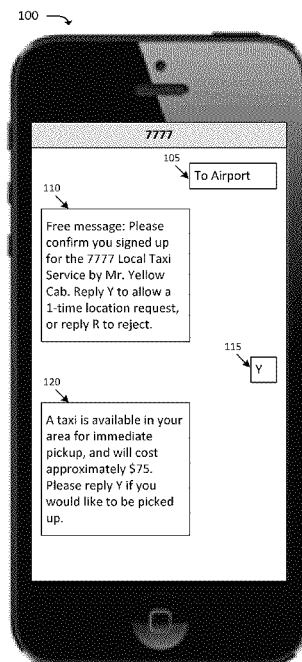 100
7777
105
To Airport
110
Free message: Please
confirm you signed up
for the 7777 Local Taxi
Service by Mr. Yellow
Cab. Reply Y to allow a
1-time location request,
or reply R to reject.
115
Y
120
A taxi is available in your
area for immediate
pickup, and will cost
approximately $75.
Please reply Y if you
would like to be picked
up.